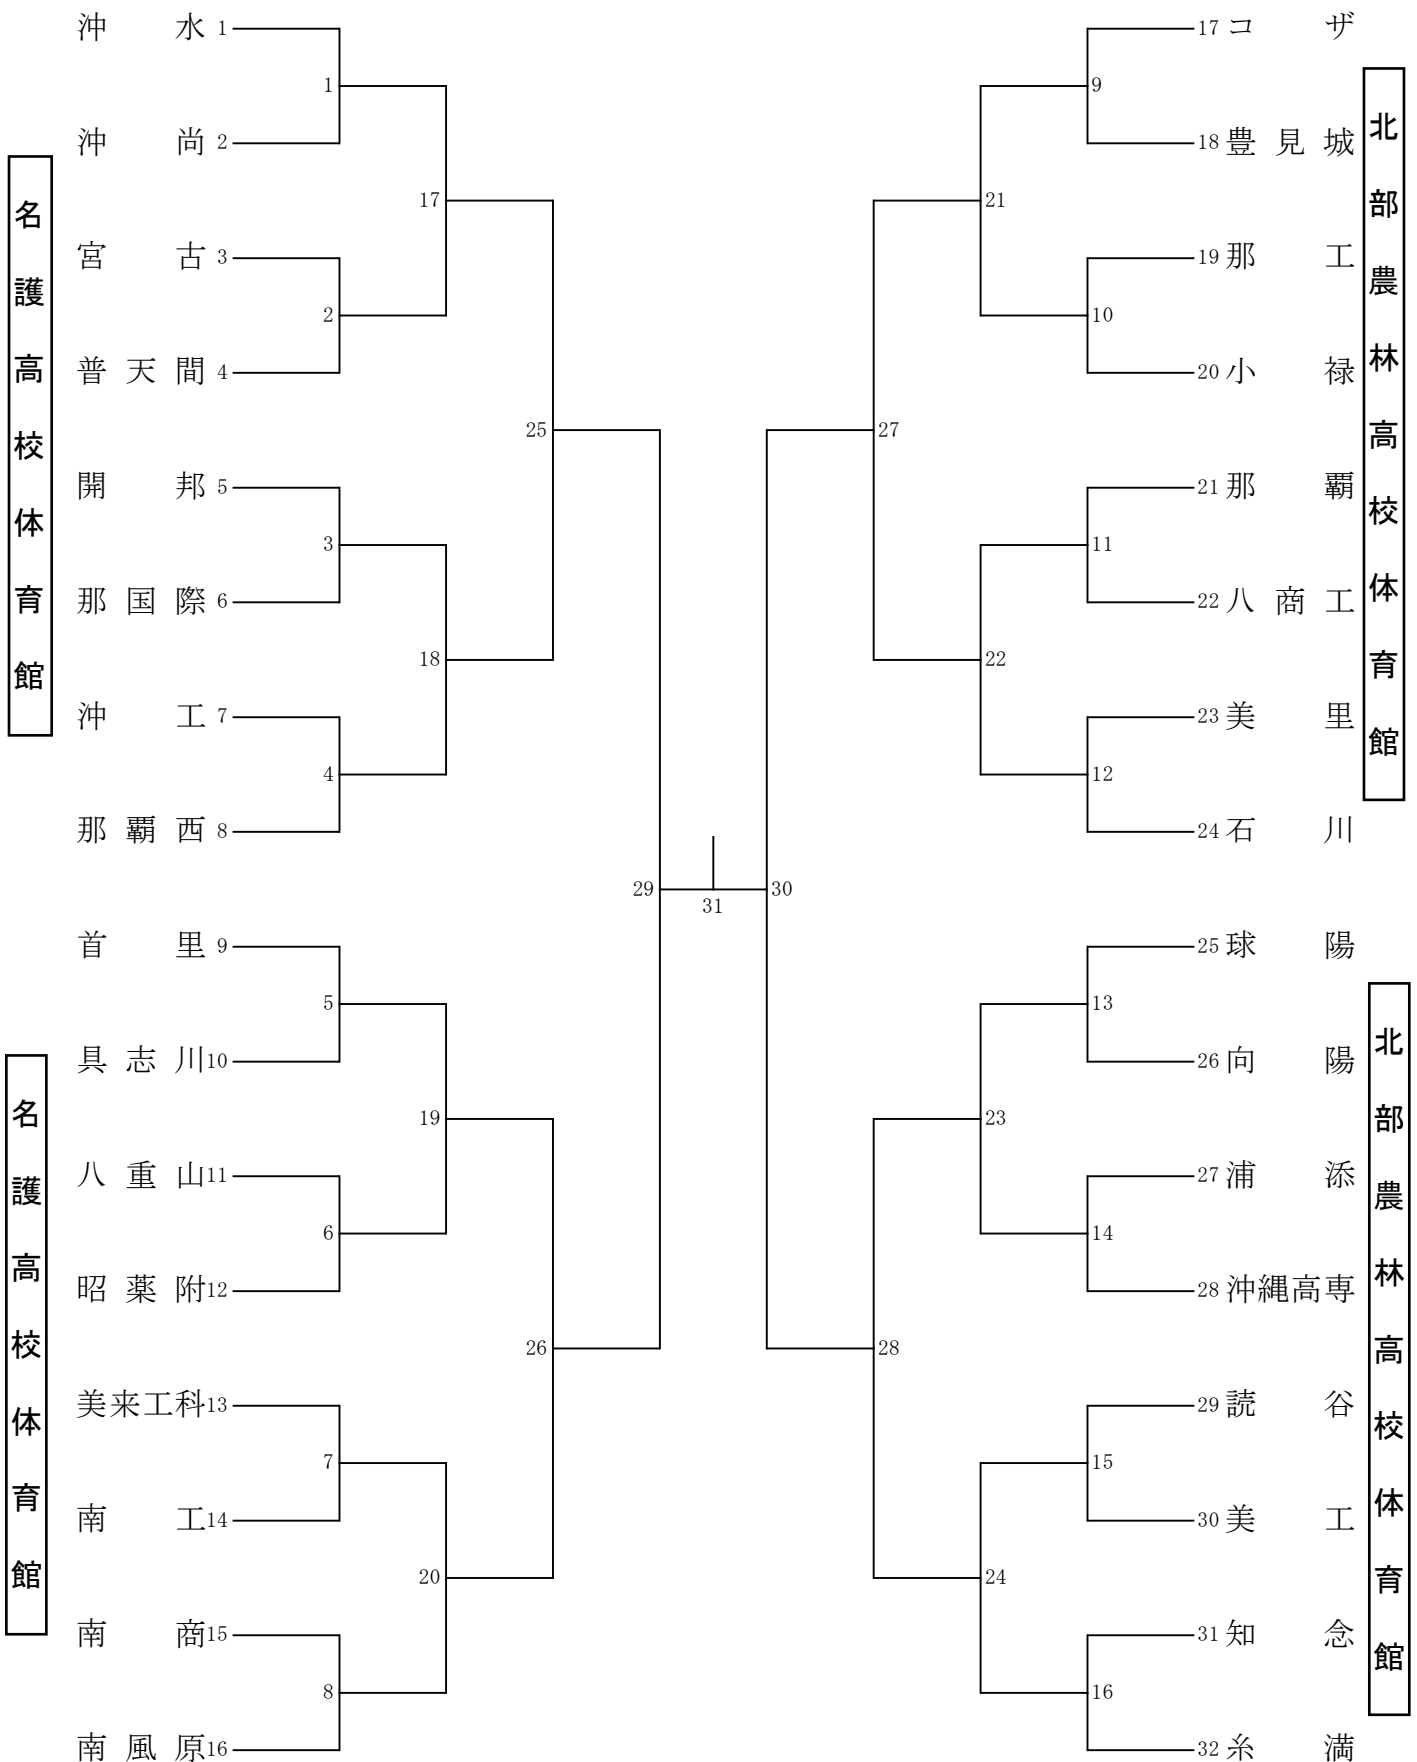 名護高校体育館
沖水 1
沖尚 2
宮古 3
普天間 4
開邦 5
那国際 6
沖工 7
那覇西 8
1
2
3
4
17
18
25
名護高校体育館
首里 9
具志川 10
八重山 11
昭薬附 12
美来工科 13
南工 14
南商 15
南風原 16
5
6
7
8
19
20
26
29
31
30
27
21
22
9
10
11
12
17 コザ
18 豊見城
19 那工
20 小禄
21 那覇
22 八商工
23 美里
24 石川
北部農林高校体育館
28
23
24
13
14
15
16
25 球陽
26 向陽
27 浦添
28 沖縄高専
29 読谷
30 美工
31 知念
32 糸満
北部農林高校体育館